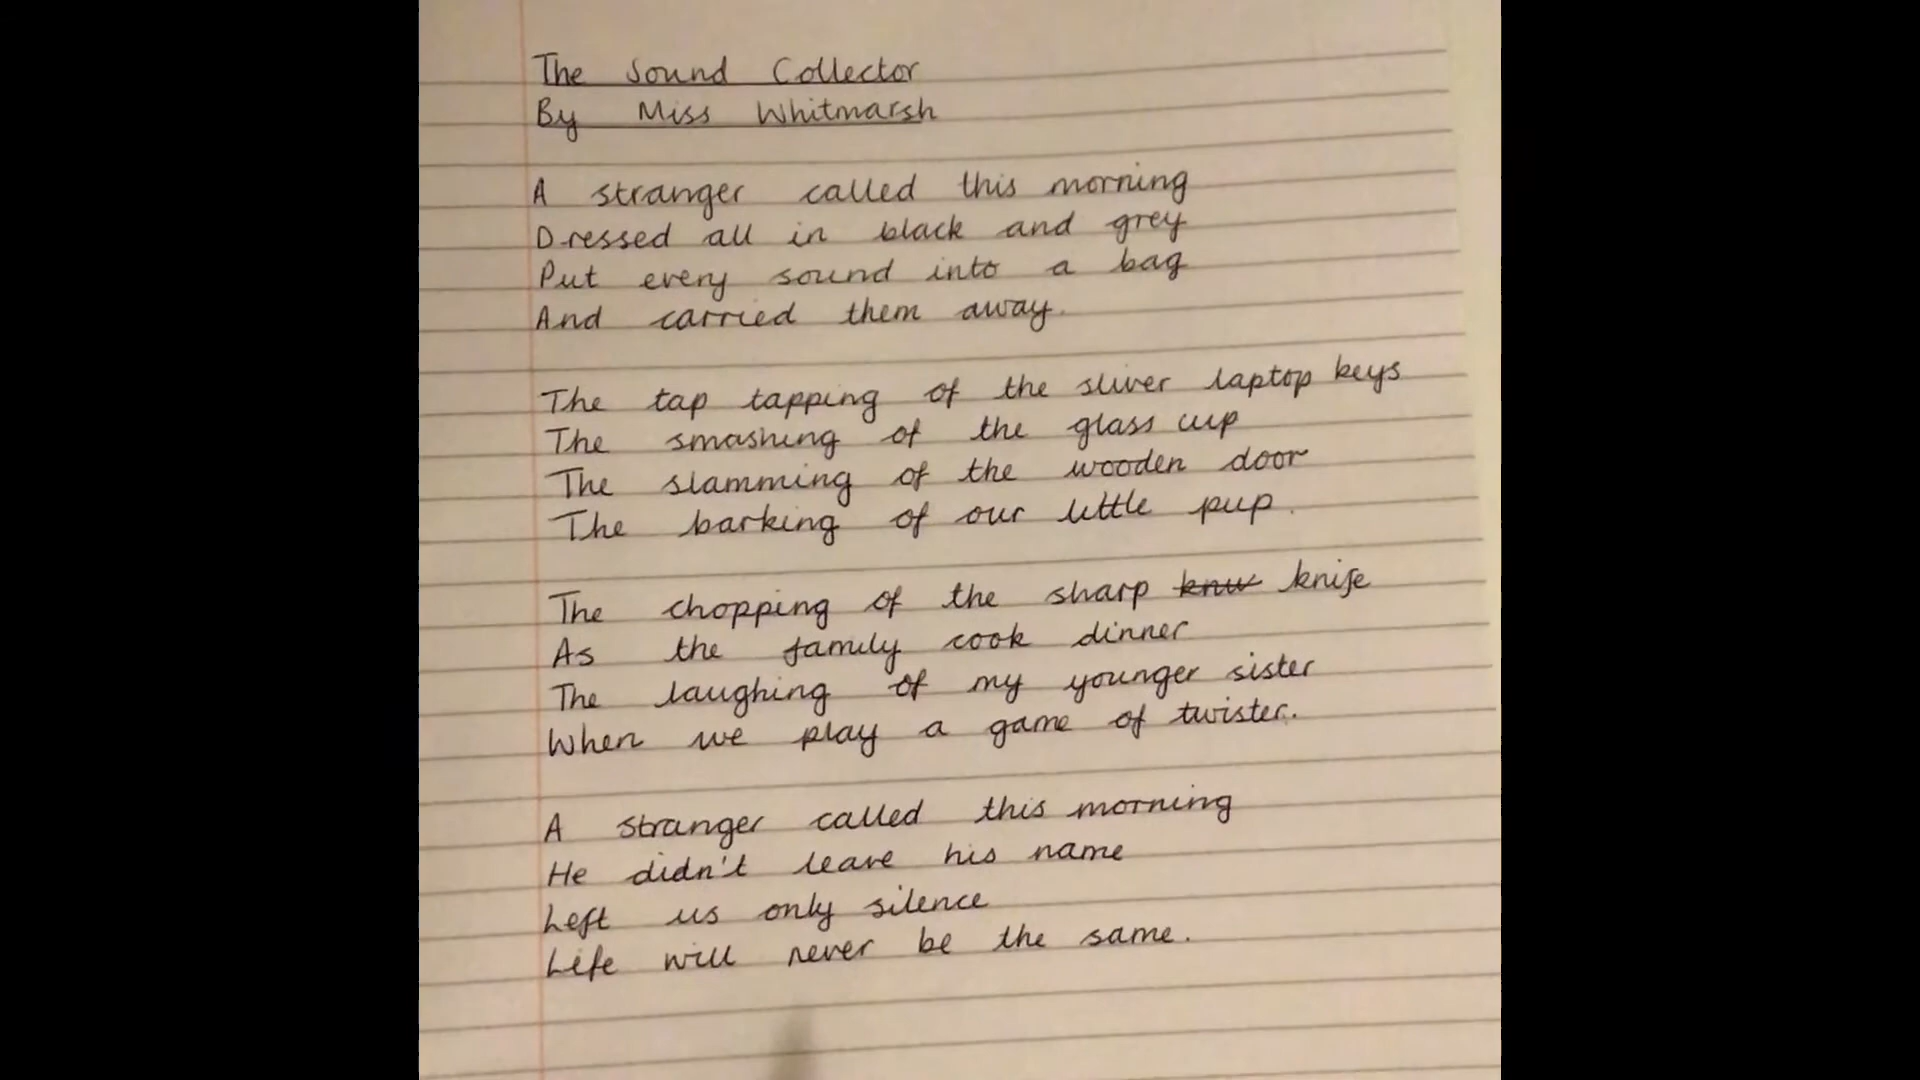 The Sound Collector
By Miss Whitmarsh
A stranger called this morning
Dressed all in black and grey
Put every sound into a bag
And carried them away.
The tap tapping of the sliver laptop keys
The smashing of the glass cup
The slamming of the wooden door
The barking of our little pup.
The chopping of the sharp knife
As the family cook dinner
The laughing of my younger sister
When we play a game of twister.
A stranger called this morning
He didn't leave his name
Left us only silence
Life will never be the same.